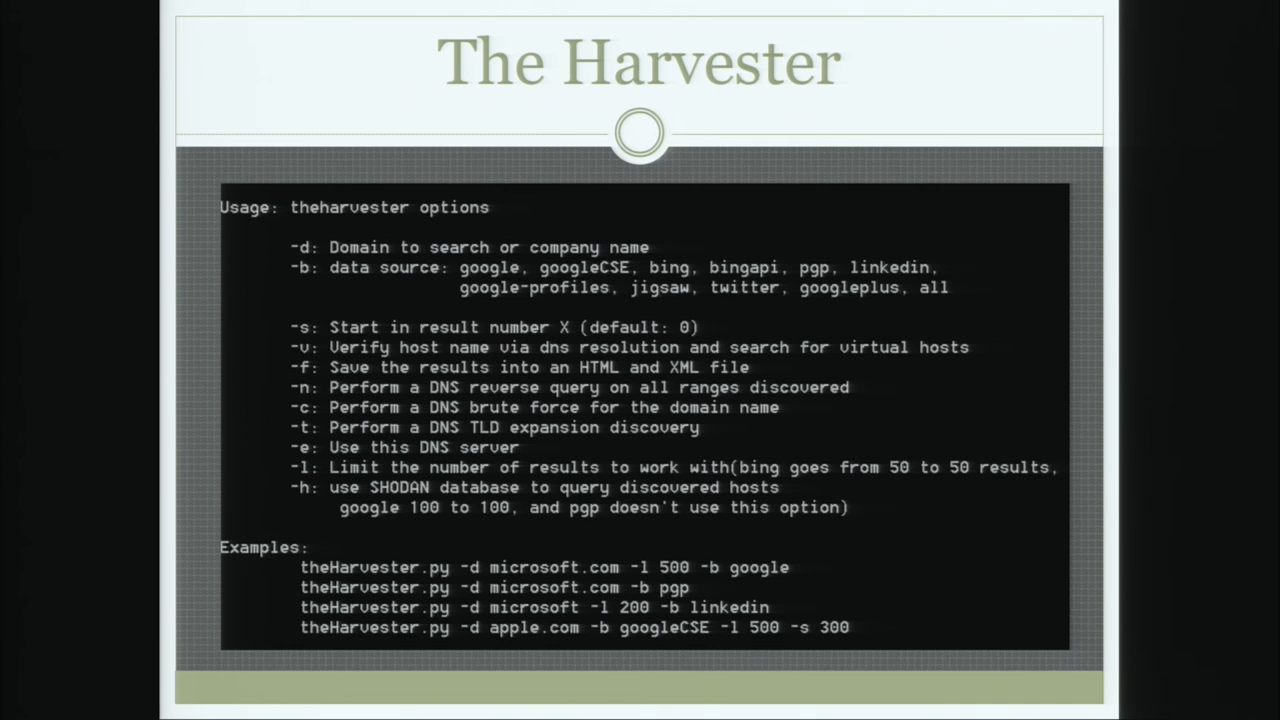 The Harvester
Usage: theharvester options
-d: Domain to search or company name
-b: data source: google, googleCSE, bing, bingapi, pgp, linkedin,
google-profiles, jigsaw, twitter, googleplus, all
-s: Start in result number X (default: 0)
-v: Verify host name via dns resolution and search for virtual hosts
-f: Save the results into an HTML and XML file
-n: Perform a DNS reverse query on all ranges discovered
-c: Perform a DNS brute force for the domain name
-t: Perform a DNS TLD expansion discovery
-e: Use this DNS server
-l: Limit the number of results to work with(bing goes from 50 to 50 results,
-h: use SHODAN database to query discovered hosts
google 100 to 100, and pgp doesn't use this option)
Examples:
theHarvester.py -d microsoft.com -l 500 -b google
theHarvester.py -d microsoft.com -b pgp
theHarvester.py -d microsoft -l 200 -b linkedin
theHarvester.py -d apple.com -b googleCSE -l 500 -s 300